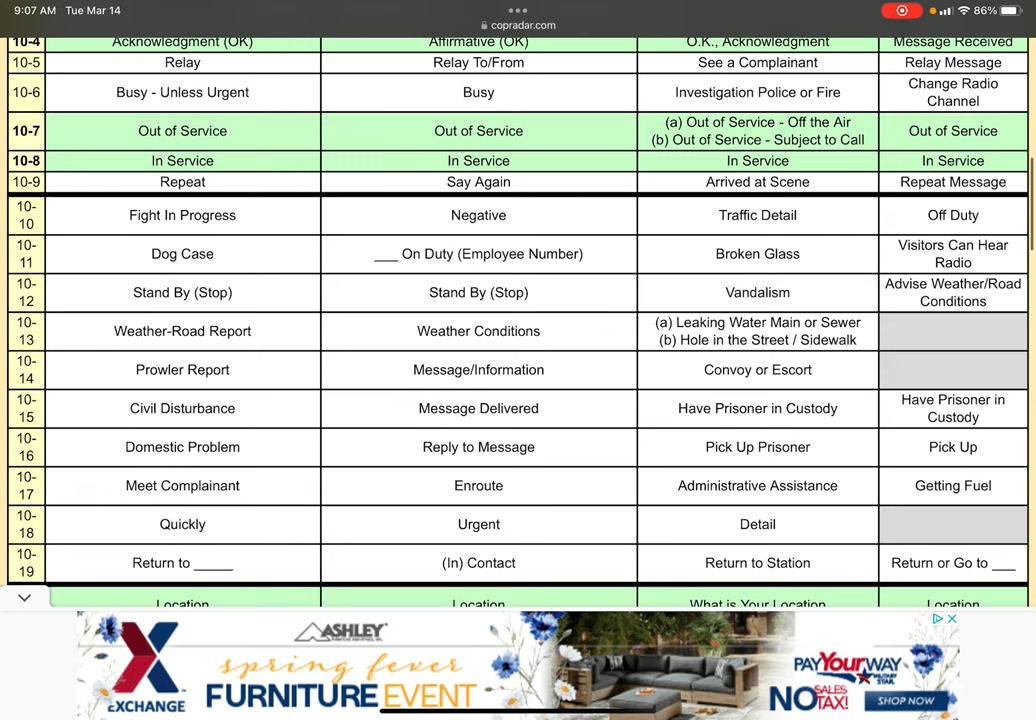 9:07 AM Tue Mar 14
86%
copradar.com
10-4 Acknowledgment (OK) Affirmative (OK) O.K., Acknowledgment Message Received
10-5 Relay Relay To/From See a Complainant Relay Message
10-6 Busy - Unless Urgent Busy Investigation Police or Fire Change Radio
Channel
10-7 Out of Service Out of Service (a) Out of Service - Off the Air
(b) Out of Service - Subject to Call Out of Service
10-8 In Service In Service In Service In Service
10-9 Repeat Say Again Arrived at Scene Repeat Message
10-
10 Fight In Progress Negative Traffic Detail Off Duty
10-
11 Dog Case ___ On Duty (Employee Number) Broken Glass Visitors Can Hear
Radio
10-
12 Stand By (Stop) Stand By (Stop) Vandalism Advise Weather/Road
Conditions
10-
13 Weather-Road Report Weather Conditions (a) Leaking Water Main or Sewer
(b) Hole in the Street / Sidewalk
10-
14 Prowler Report Message/Information Convoy or Escort
10-
15 Civil Disturbance Message Delivered Have Prisoner in Custody Have Prisoner in
Custody
10-
16 Domestic Problem Reply to Message Pick Up Prisoner Pick Up
10-
17 Meet Complainant Enroute Administrative Assistance Getting Fuel
10-
18 Quickly Urgent Detail
10-
19 Return to _____ (In) Contact Return to Station Return or Go to ___
Location Location What is Your Location Location
X
EXCHANGE
ASHLEY
spring fever
FURNITURE EVENT
PAY YOUR WAY
MILITARY STAR
NO SALES TAX!
SHOP NOW